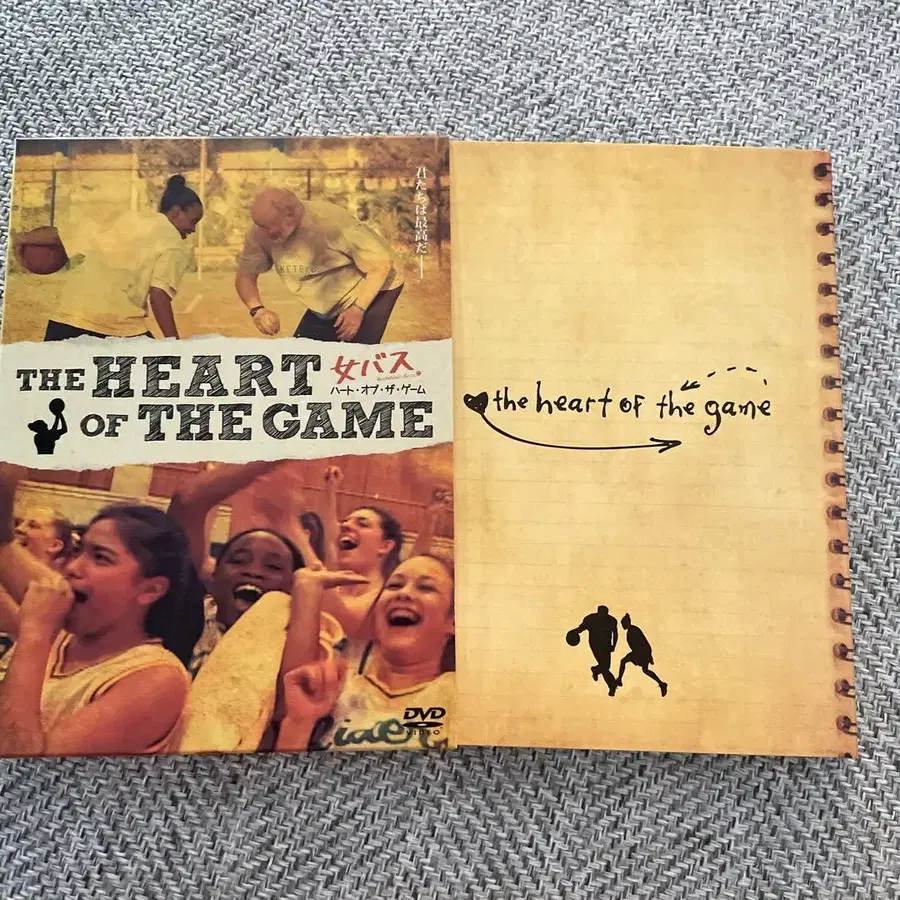 君たちは最高だ——
THE HEART
女バス。
ハート・オブ・ザ・ゲーム
OF THE GAME
DVD
VIDEO
the heart of the game